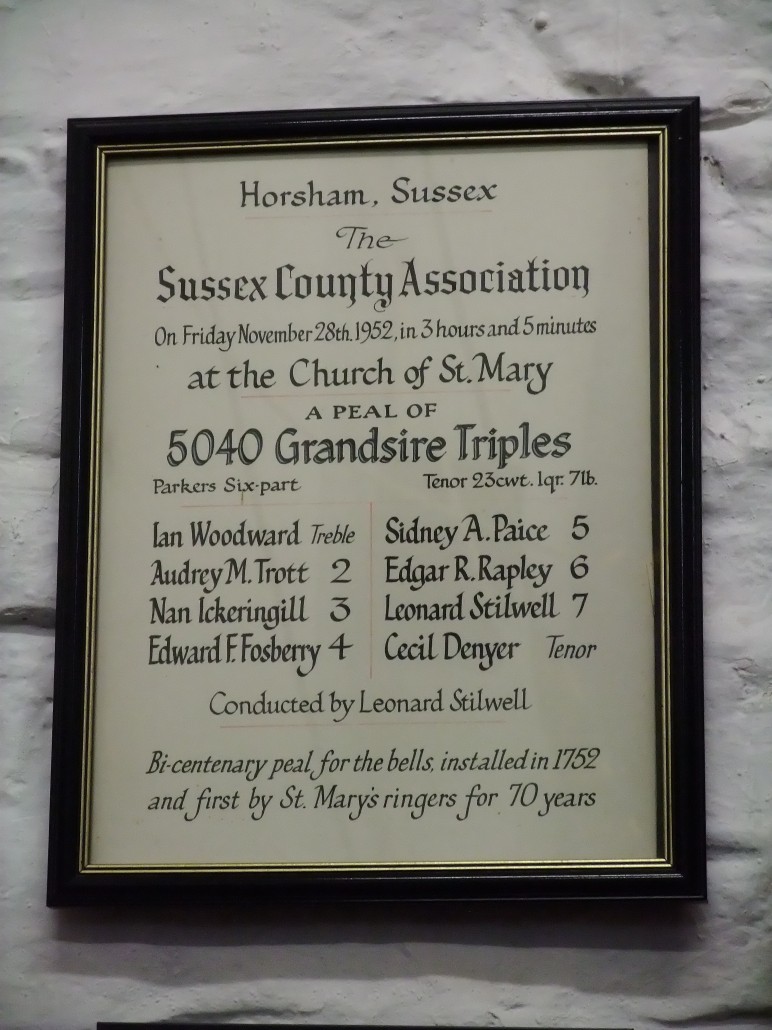 Horsham, Sussex
The
Sussex County Association
On Friday November 28th. 1952, in 3 hours and 5 minutes
at the Church of St. Mary
A PEAL OF
5040 Grandsire Triples
Parkers Six-part Tenor 23cwt. 1qr. 7lb.
Ian Woodward Treble
Audrey M. Trott 2
Nan Ickeringill 3
Edward F. Fosberry 4
Sidney A. Paice 5
Edgar R. Rapley 6
Leonard Stilwell 7
Cecil Denyer Tenor
Conducted by Leonard Stilwell
Bi-centenary peal for the bells, installed in 1752
and first by St. Mary's ringers for 70 years